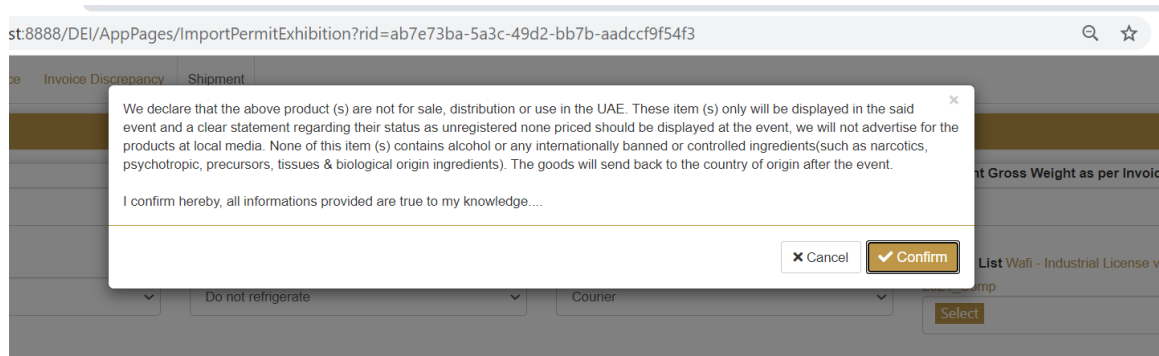 st:8888/DEI/AppPages/ImportPermitExhibition?rid=ab7e73ba-5a3c-49d2-bb7b-aadccf9f54f3
Invoice Discrepancy Shipment
We declare that the above product (s) are not for sale, distribution or use in the UAE. These item (s) only will be displayed in the said
event and a clear statement regarding their status as unregistered none priced should be displayed at the event, we will not advertise for the
products at local media. None of this item (s) contains alcohol or any internationally banned or controlled ingredients(such as narcotics,
psychotropic, precursors, tissues & biological origin ingredients). The goods will send back to the country of origin after the event.
I confirm hereby, all informations provided are true to my knowledge....
nt Gross Weight as per Invoic
Cancel Confirm
List Wafi - Industrial License v
Do not refrigerate Courier
Select